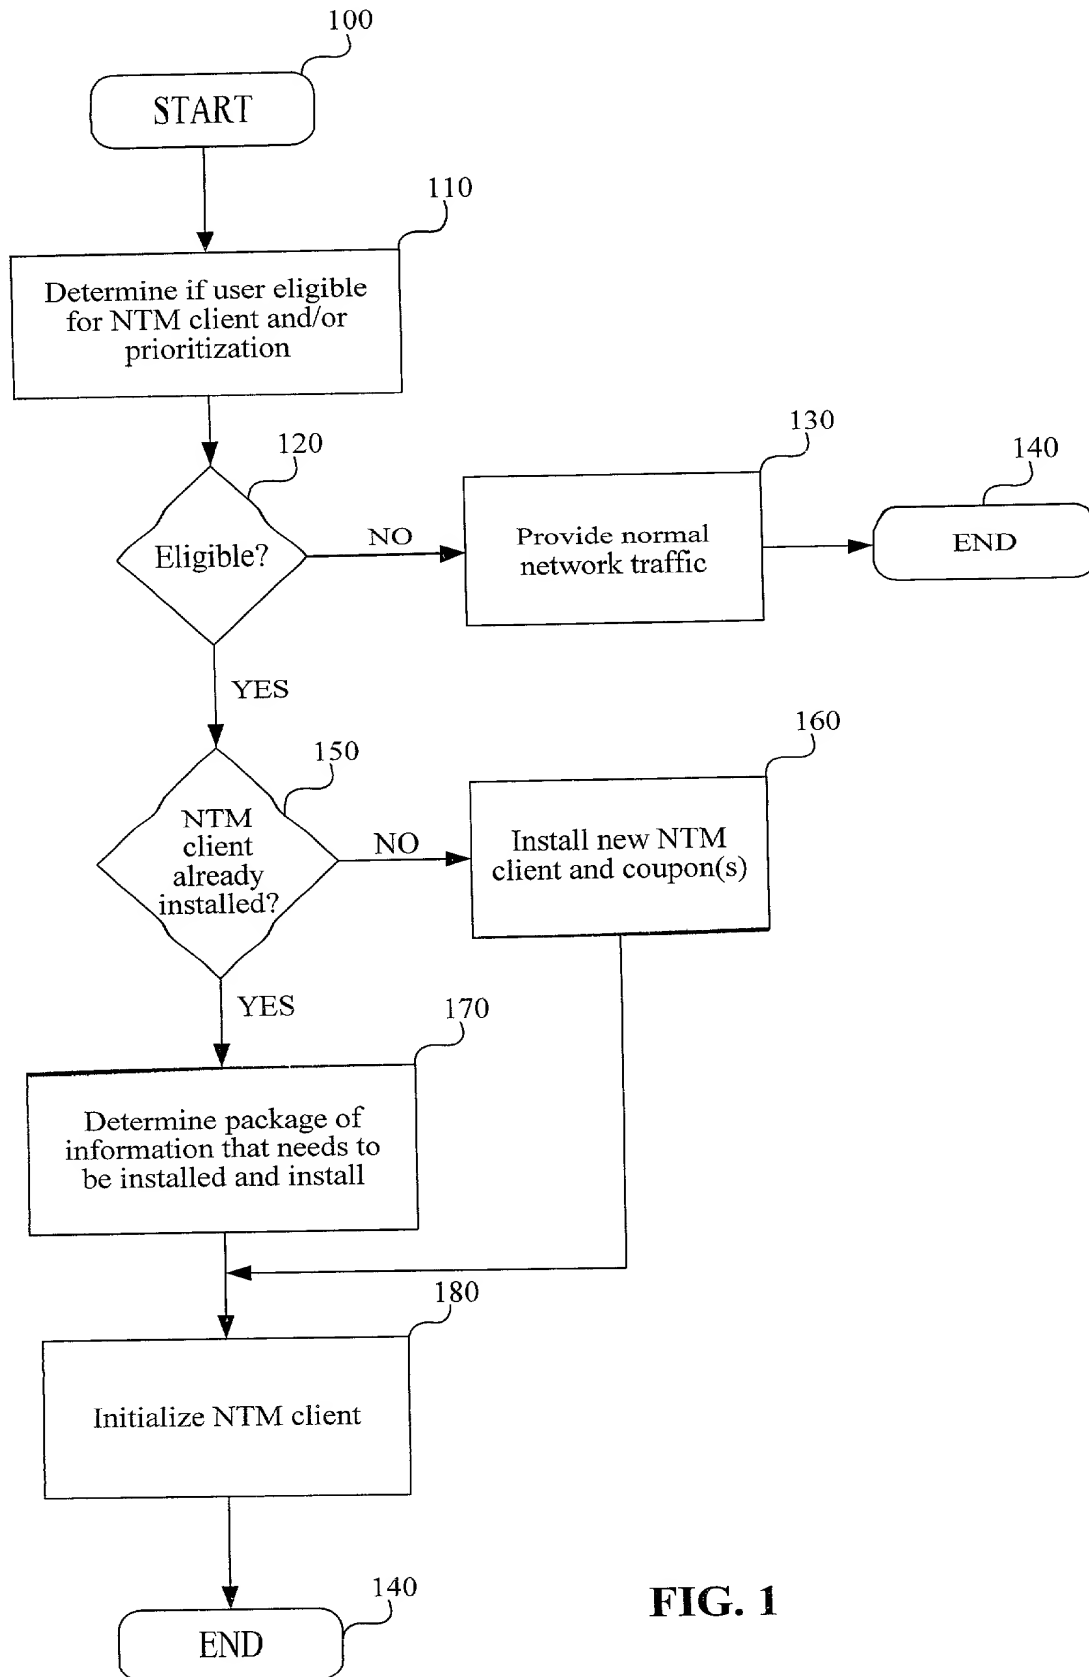 100
START
110
Determine if user eligible
for NTM client and/or
prioritization
120
Eligible?
NO
130
Provide normal
network traffic
140
END
YES
150
NTM
client
already
installed?
NO
160
Install new NTM
client and coupon(s)
YES
170
Determine package of
information that needs to
be installed and install
180
Initialize NTM client
140
END
FIG. 1